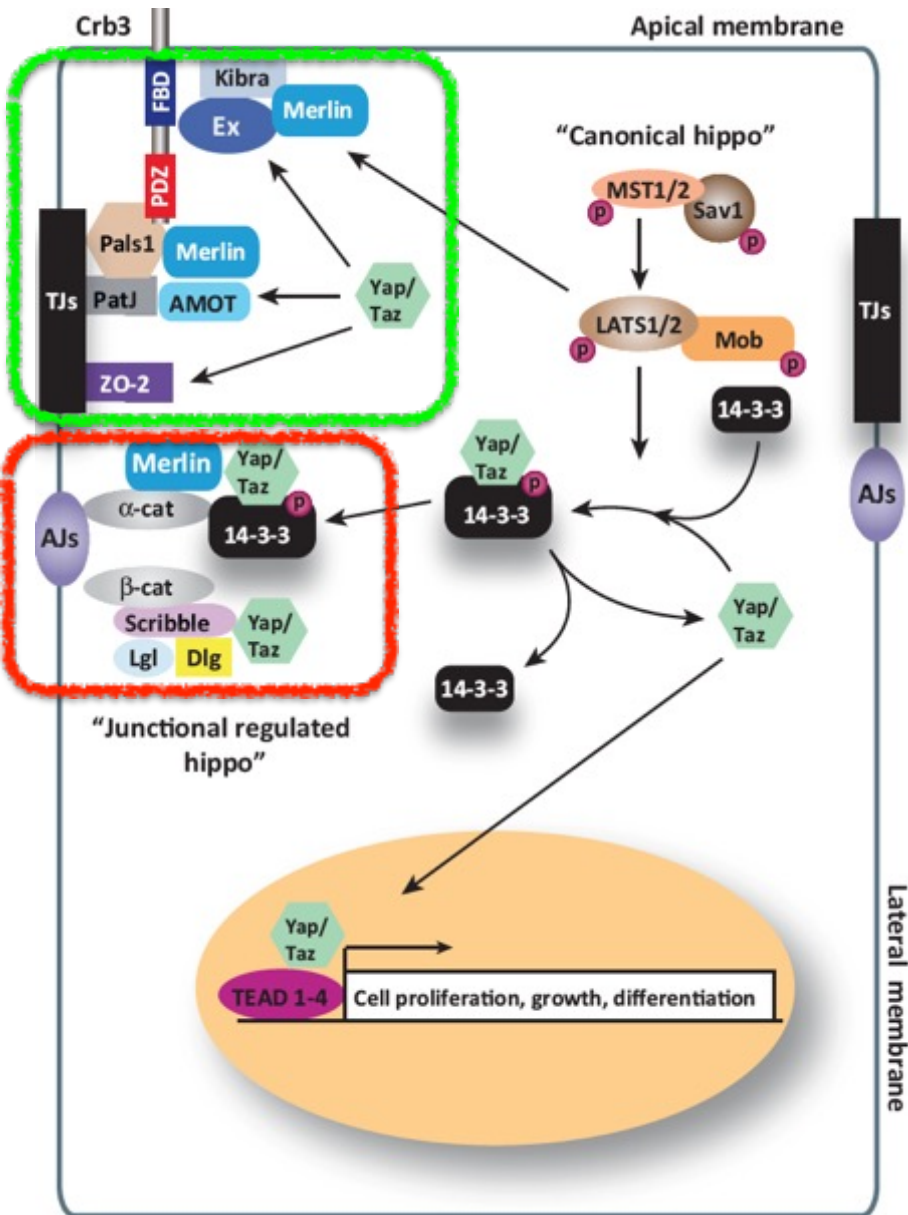 Crb3
Apical membrane
FBD
Kibra
Ex
Merlin
PDZ
"Canonical hippo"
MST1/2
Sav1
P
P
TJs
Pals1
Merlin
PatJ
AMOT
Yap/
Taz
ZO-2
LATS1/2
Mob
P
P
14-3-3
TJs
AJs
Merlin
Yap/
Taz
P
α-cat
14-3-3
Yap/
Taz
P
14-3-3
AJs
β-cat
Scribble
Lgl
Dlg
Yap/
Taz
Yap/
Taz
14-3-3
"Junctional regulated
hippo"
Yap/
Taz
TEAD 1-4
Cell proliferation, growth, differentiation
Lateral membrane